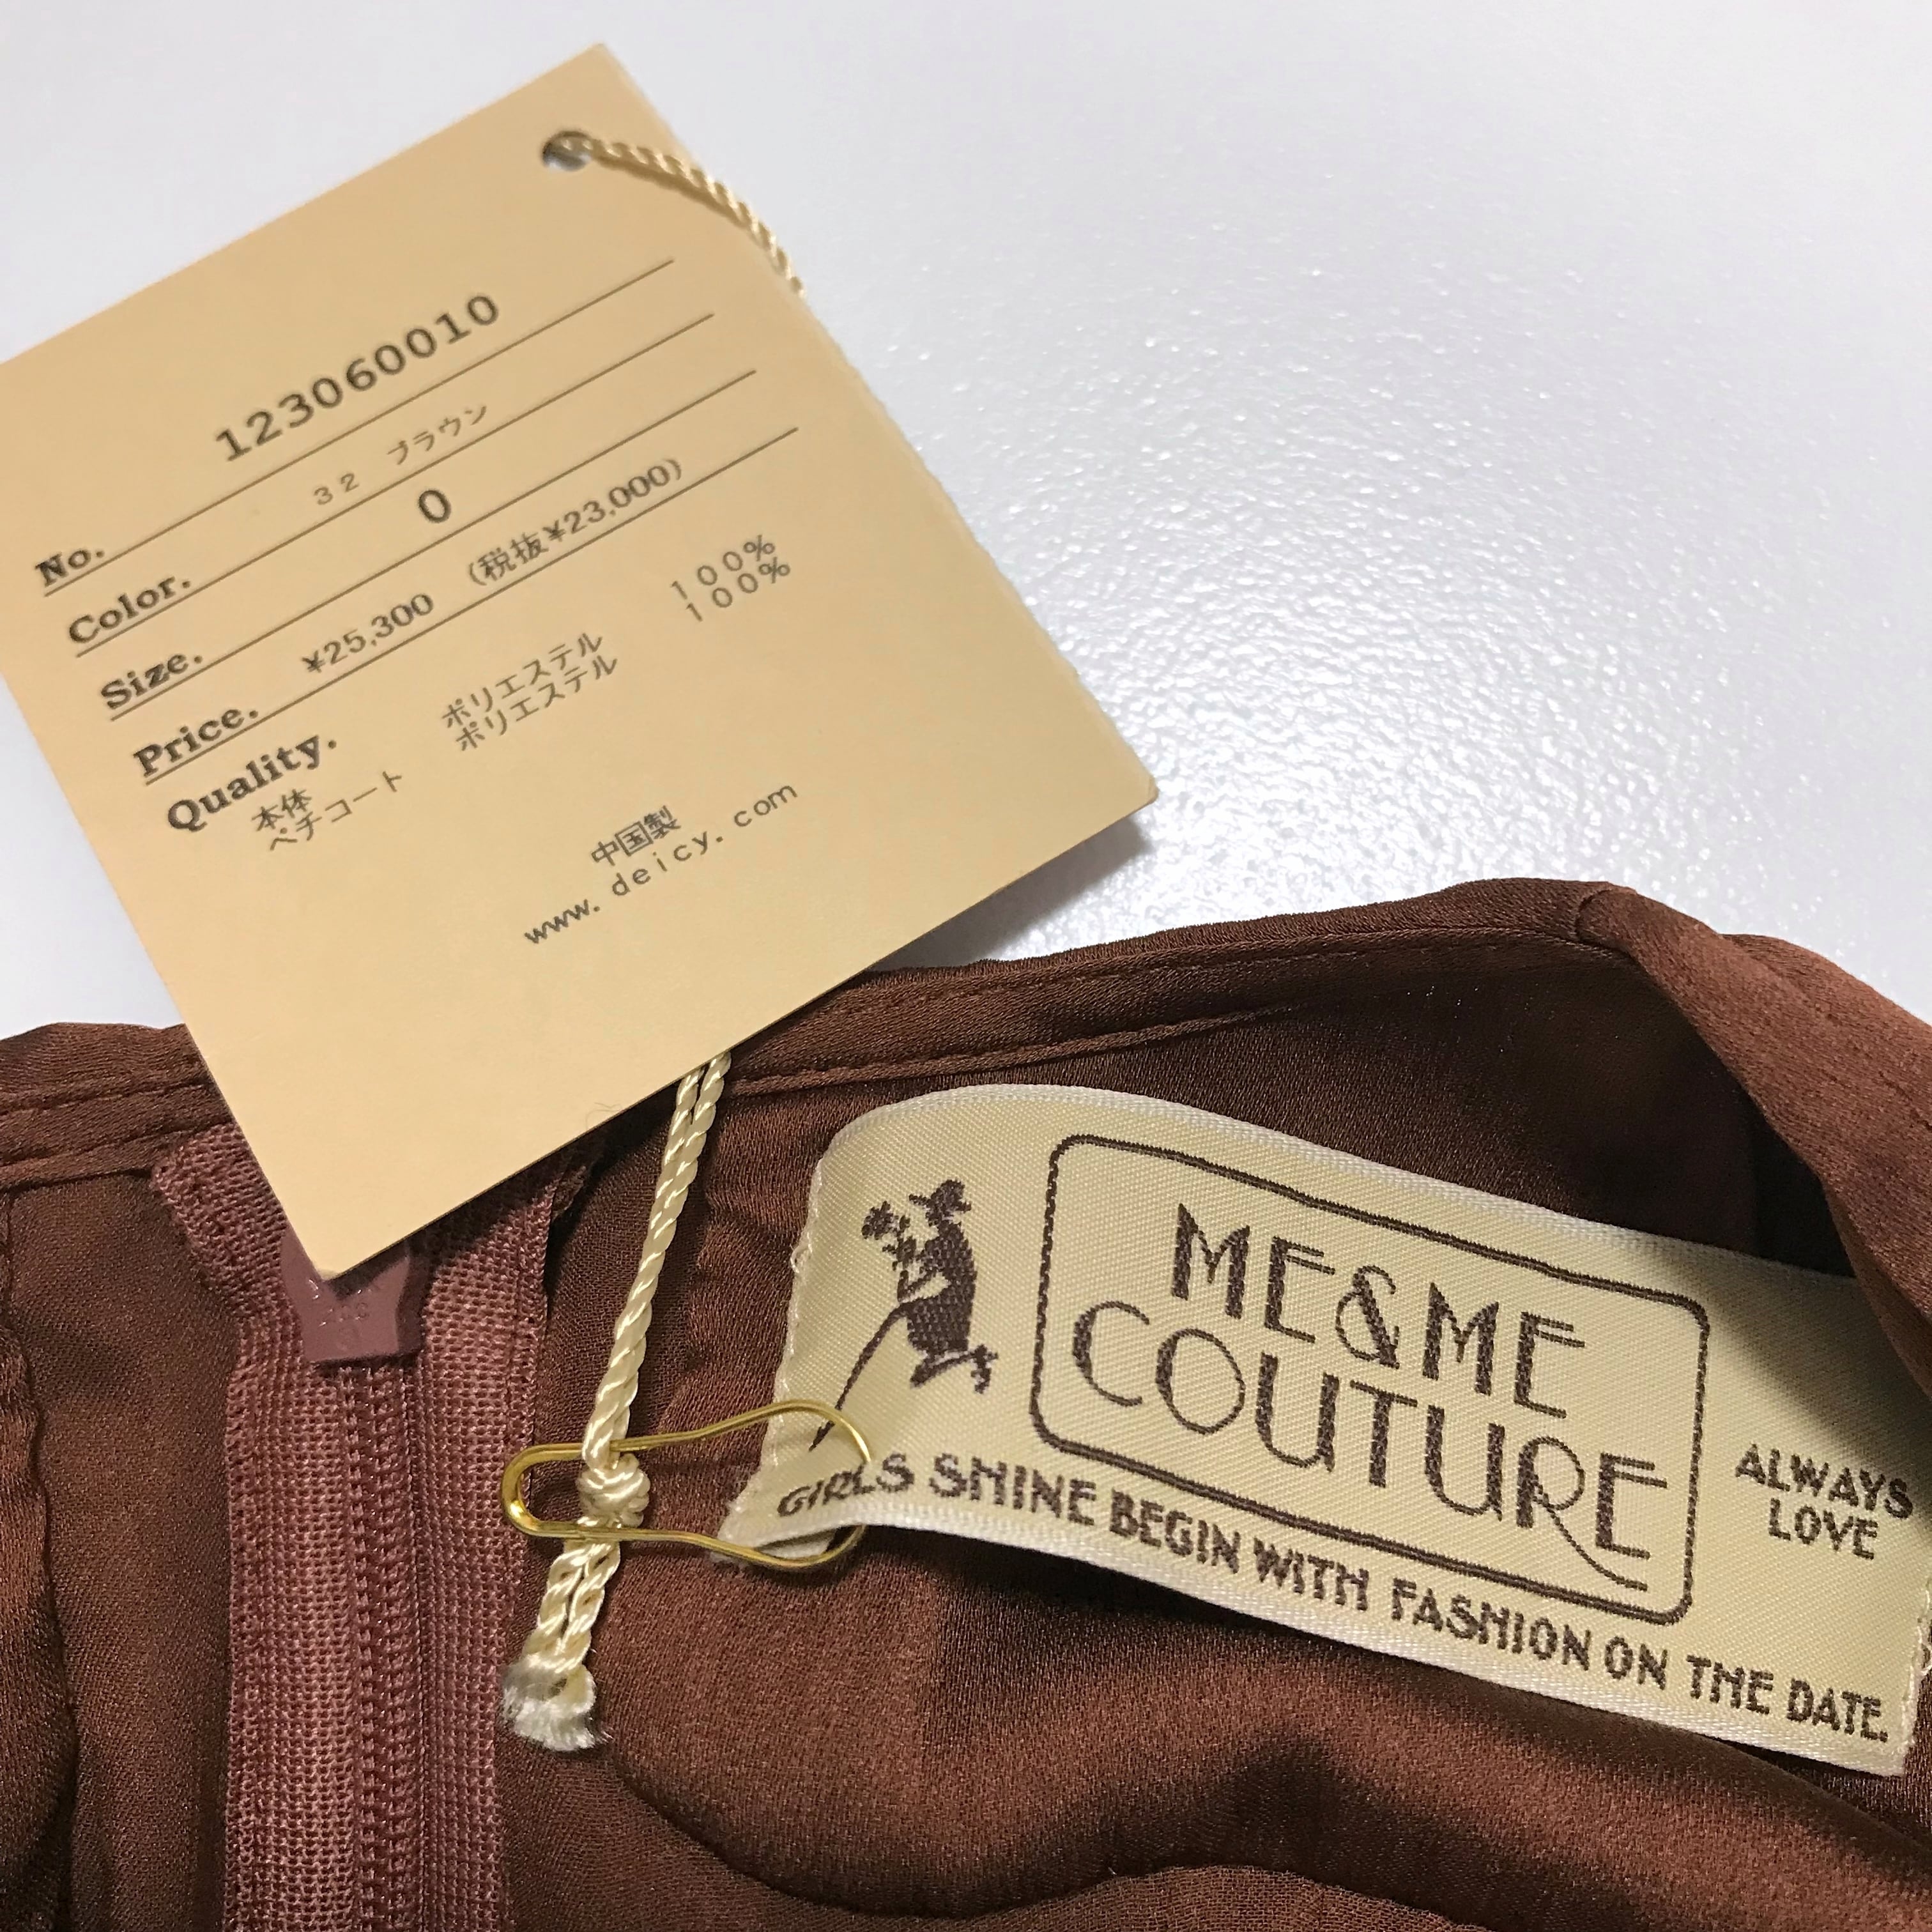 No. 123060010
Color. 32 ブラウン
Size. 0
Price. ¥25,300 (税抜¥23,000)
Quality.
本体 ポリエステル 100%
ペチコート ポリエステル 100%
中国製
www.deicy.com
ME&ME
COUTURE
ALWAYS
LOVE
GIRLS SHINE BEGIN WITH FASHION ON THE DATE.